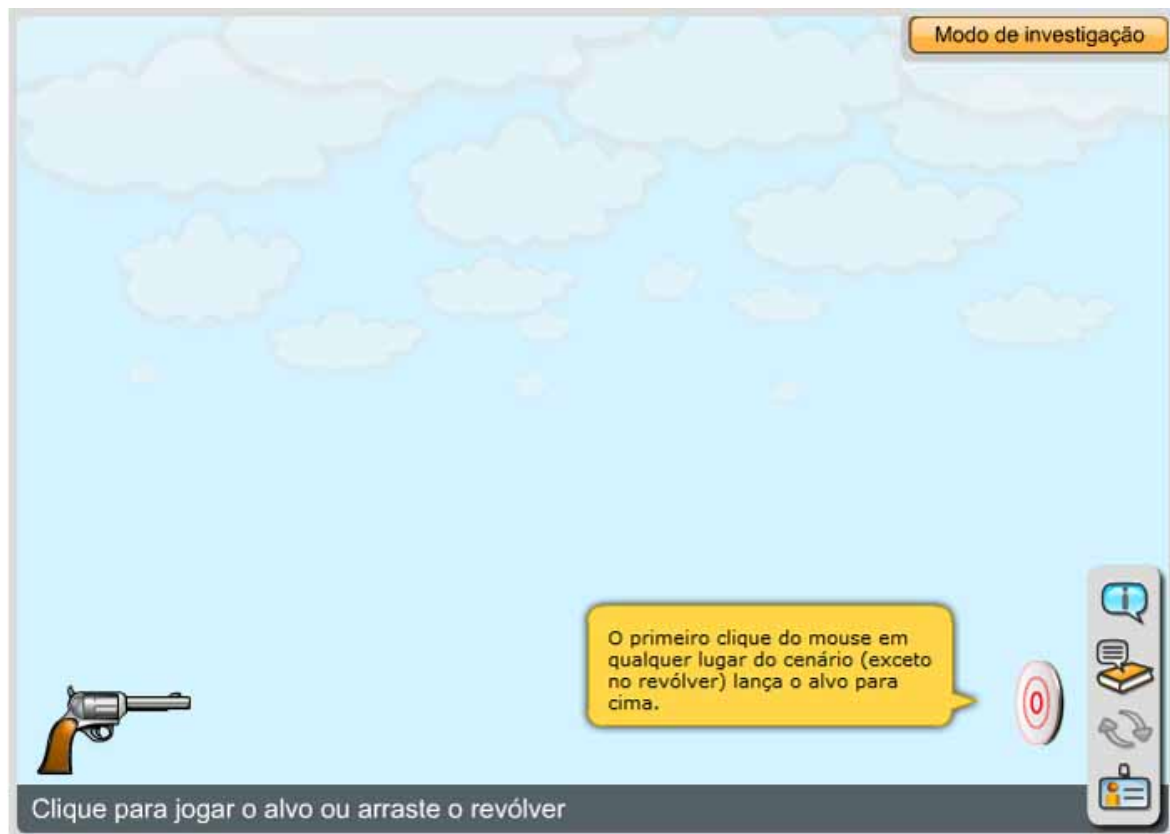 Modo de investigação
O primeiro clique do mouse em
qualquer lugar do cenário (exceto
no revólver) lança o alvo para
cima.
Clique para jogar o alvo ou arraste o revólver